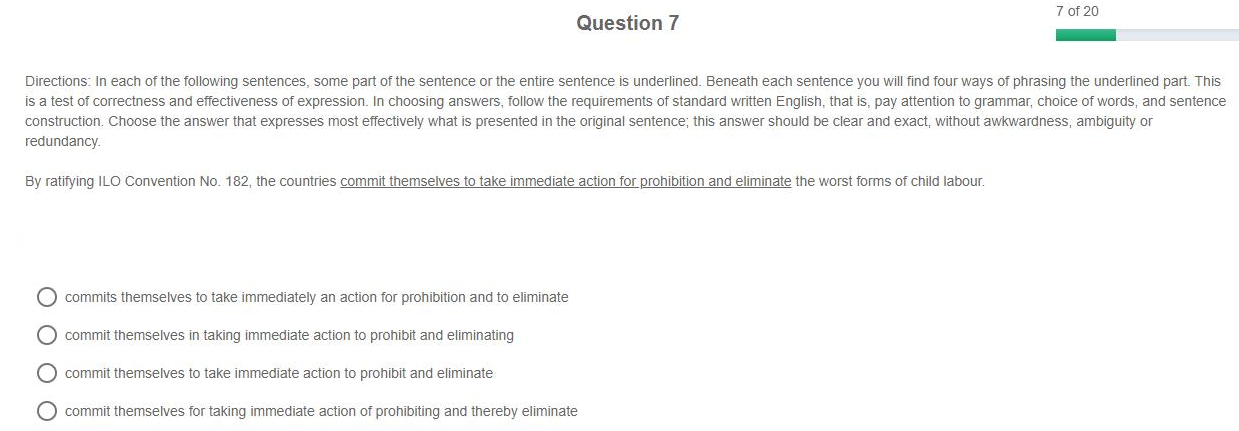 7 of 20
Question 7
Directions: In each of the following sentences, some part of the sentence or the entire sentence is underlined. Beneath each sentence you will find four ways of phrasing the underlined part. This
is a test of correctness and effectiveness of expression. In choosing answers, follow the requirements of standard written English, that is, pay attention to grammar, choice of words, and sentence
construction. Choose the answer that expresses most effectively what is presented in the original sentence; this answer should be clear and exact, without awkwardness, ambiguity or
redundancy.
By ratifying ILO Convention No. 182, the countries commit themselves to take immediate action for prohibition and eliminate the worst forms of child labour.
commits themselves to take immediately an action for prohibition and to eliminate
commit themselves in taking immediate action to prohibit and eliminating
commit themselves to take immediate action to prohibit and eliminate
commit themselves for taking immediate action of prohibiting and thereby eliminate